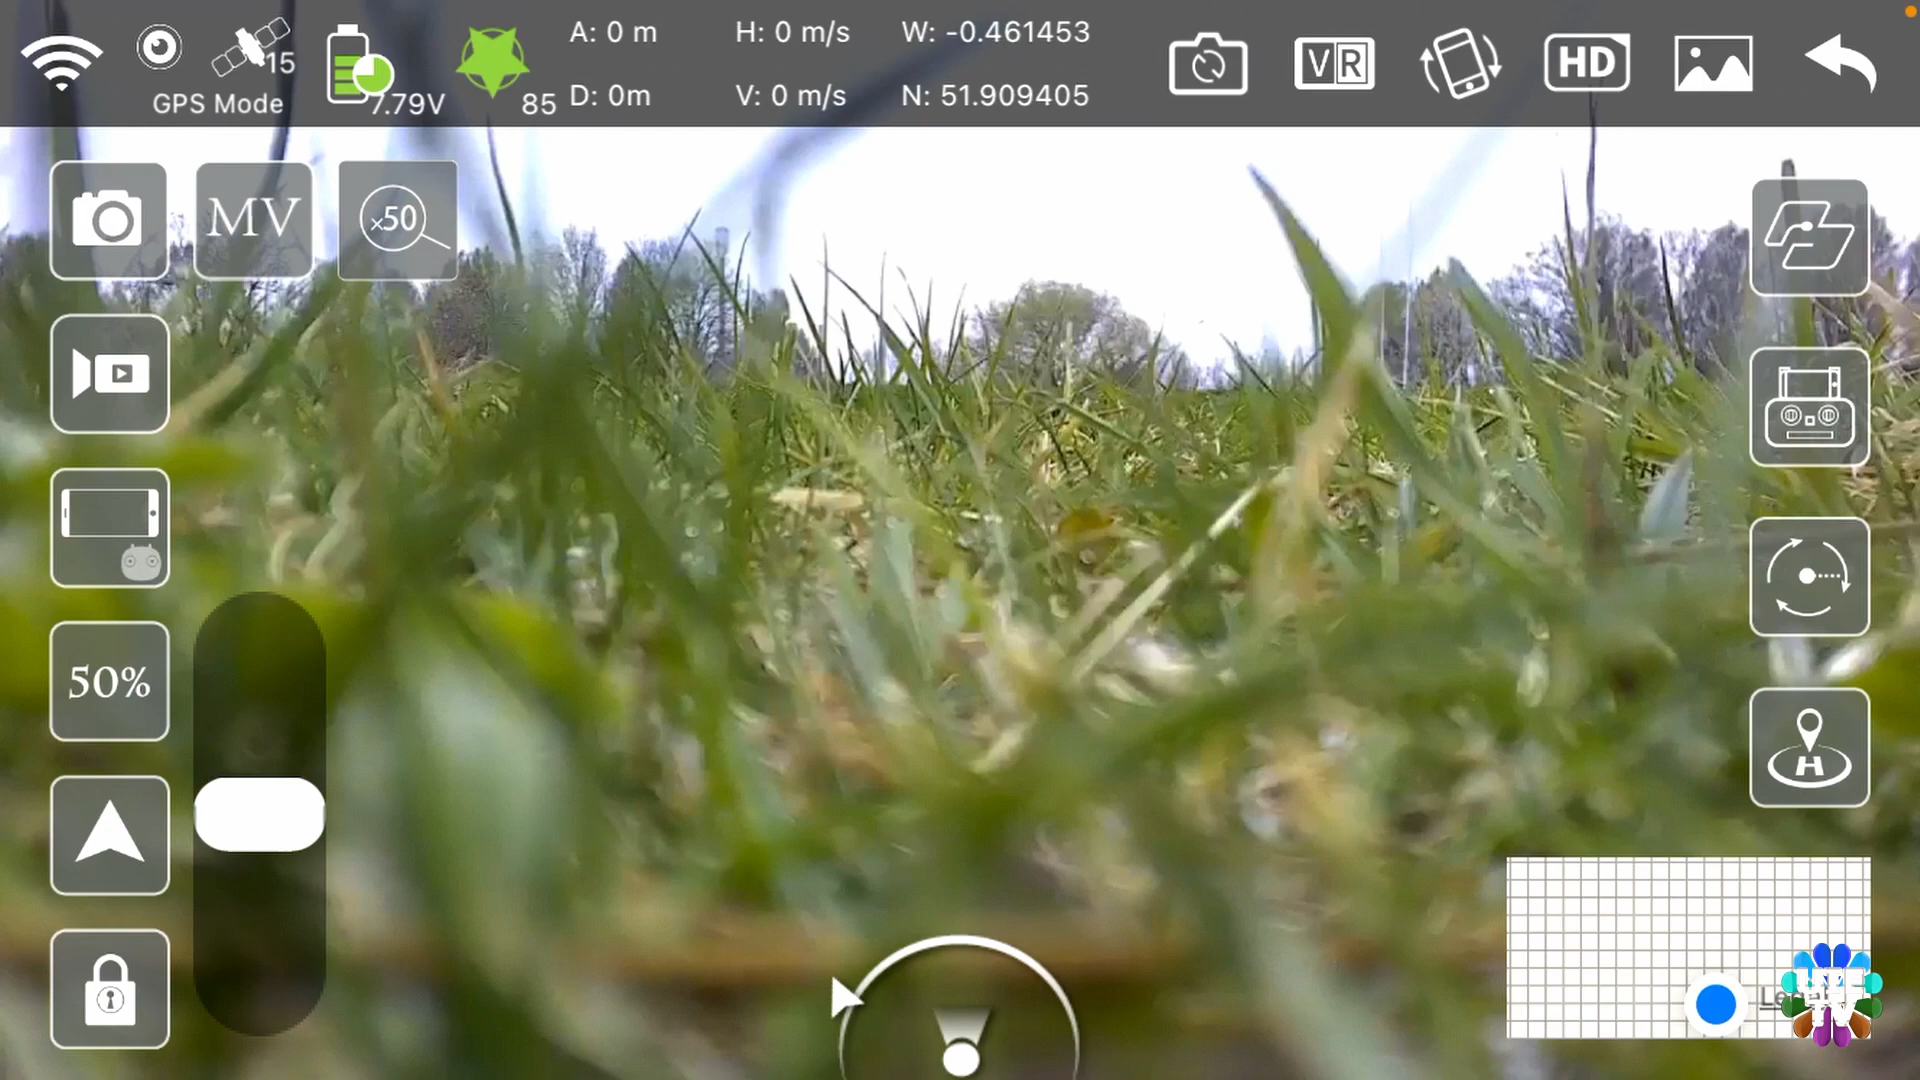 A: 0 m H: 0 m/s W: -0.461453
15
GPS Mode 7.79V 85 D: 0m V: 0 m/s N: 51.909405
VR HD
MV x50
50%
H
TV